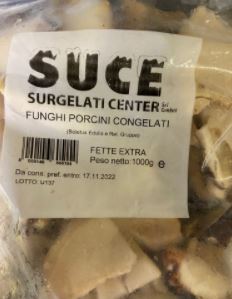 SUCE
SURGELATI CENTER Srl
FUNGHI PORCINI CONGELATI
(Boletus Edulis e Rel. Gruppo)
FETTE EXTRA
Peso netto:1000g e
Da cons. pref. entro: 17.11.2022
LOTTO: U137